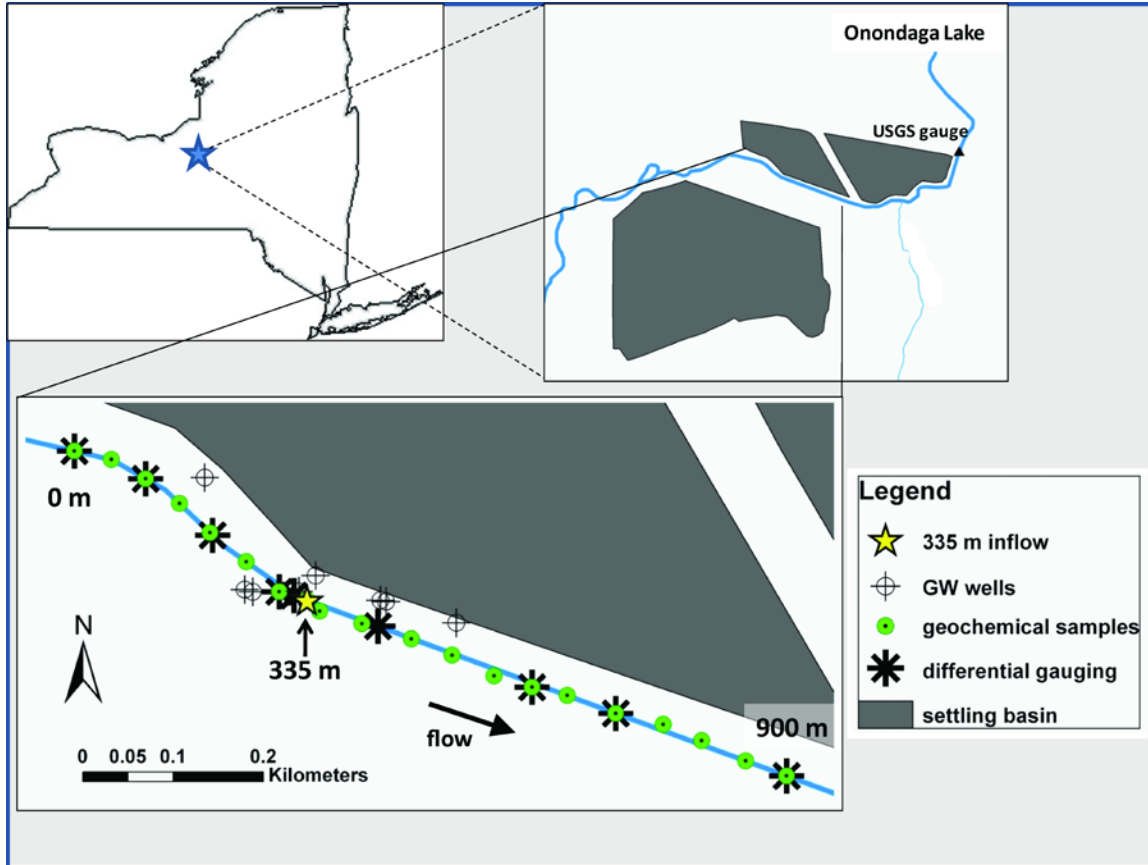 Onondaga Lake
USGS gauge
0 m
335 m
N
flow
900 m
0 0.05 0.1 0.2
Kilometers
Legend
335 m inflow
GW wells
geochemical samples
differential gauging
settling basin